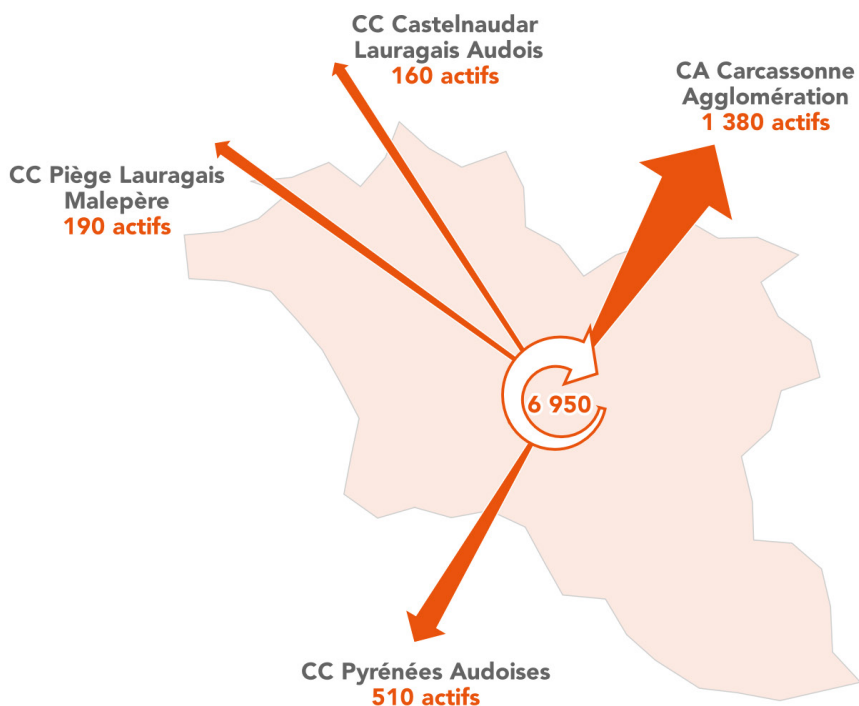 CC Castelnaudar
Lauragais Audois
160 actifs
CA Carcassonne
Agglomération
1 380 actifs
CC Piège Lauragais
Malepère
190 actifs
6 950
CC Pyrénées Audoises
510 actifs